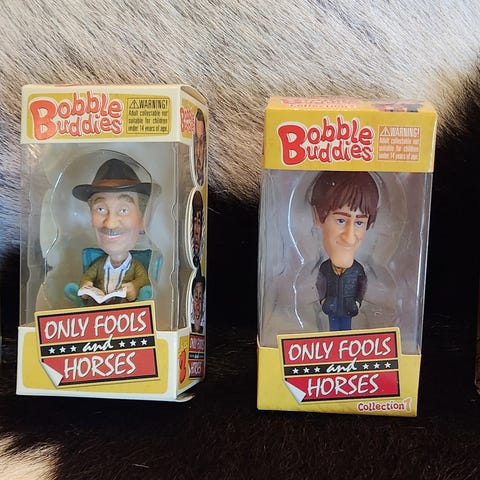 Bobble
Buddies
WARNING!
Adult collectable not
suitable for children
under 14 years of age.
ONLY FOOLS
and
HORSES
Bobble
Buddies
WARNING!
Adult collectable not
suitable for children
under 14 years of age.
ONLY FOOLS
and
HORSES
Collection 1